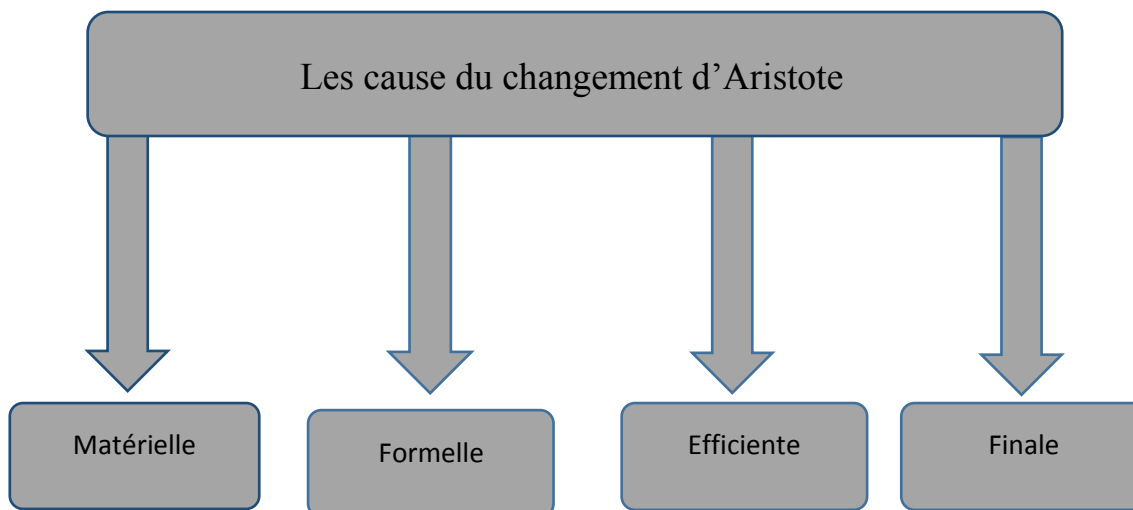 Les cause du changement d’Aristote
Matérielle
Formelle
Efficiente
Finale